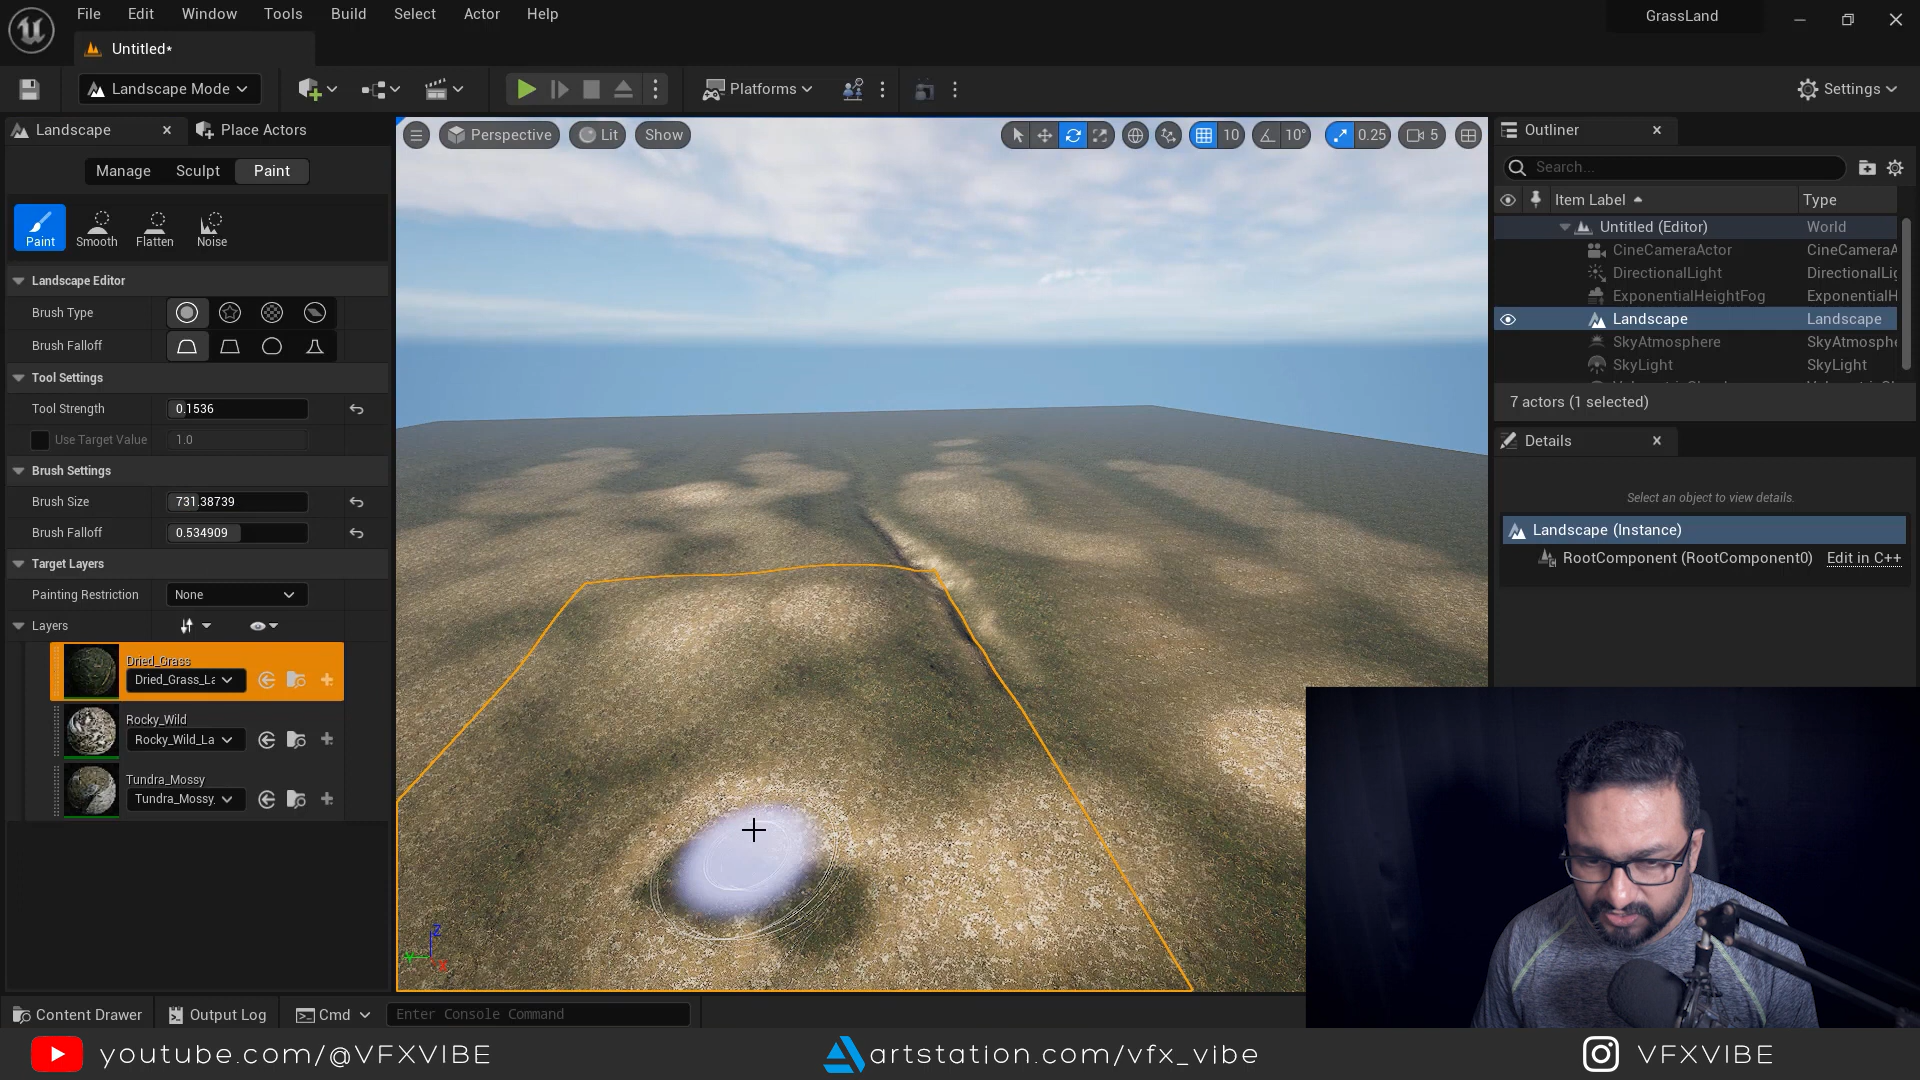 File Edit Window Tools Build Select Actor Help
GrassLand
Untitled*
Landscape Mode
Platforms
Settings
Landscape
Place Actors
Manage Sculpt Paint
Paint Smooth Flatten Noise
Landscape Editor
Brush Type
Brush Falloff
Tool Settings
Tool Strength 0.1536
Use Target Value 1.0
Brush Settings
Brush Size 731.38739
Brush Falloff 0.534909
Target Layers
Painting Restriction None
Layers
Dried_Grass
Dried_Grass_La
Rocky_Wild
Rocky_Wild_La
Tundra_Mossy
Tundra_Mossy
Perspective Lit Show
10 10° 0.25 5
Z
Outliner
Search...
Item Label Type
Untitled (Editor) World
CineCameraActor CineCameraA
DirectionalLight DirectionalLig
ExponentialHeightFog ExponentialH
Landscape Landscape
SkyAtmosphere SkyAtmosphe
SkyLight SkyLight
7 actors (1 selected)
Details
Select an object to view details.
Landscape (Instance)
RootComponent (RootComponent0) Edit in C++
Content Drawer Output Log Cmd Enter Console Command
youtube.com/@VFXVIBE artstation.com/vfx_vibe VFXVIBE